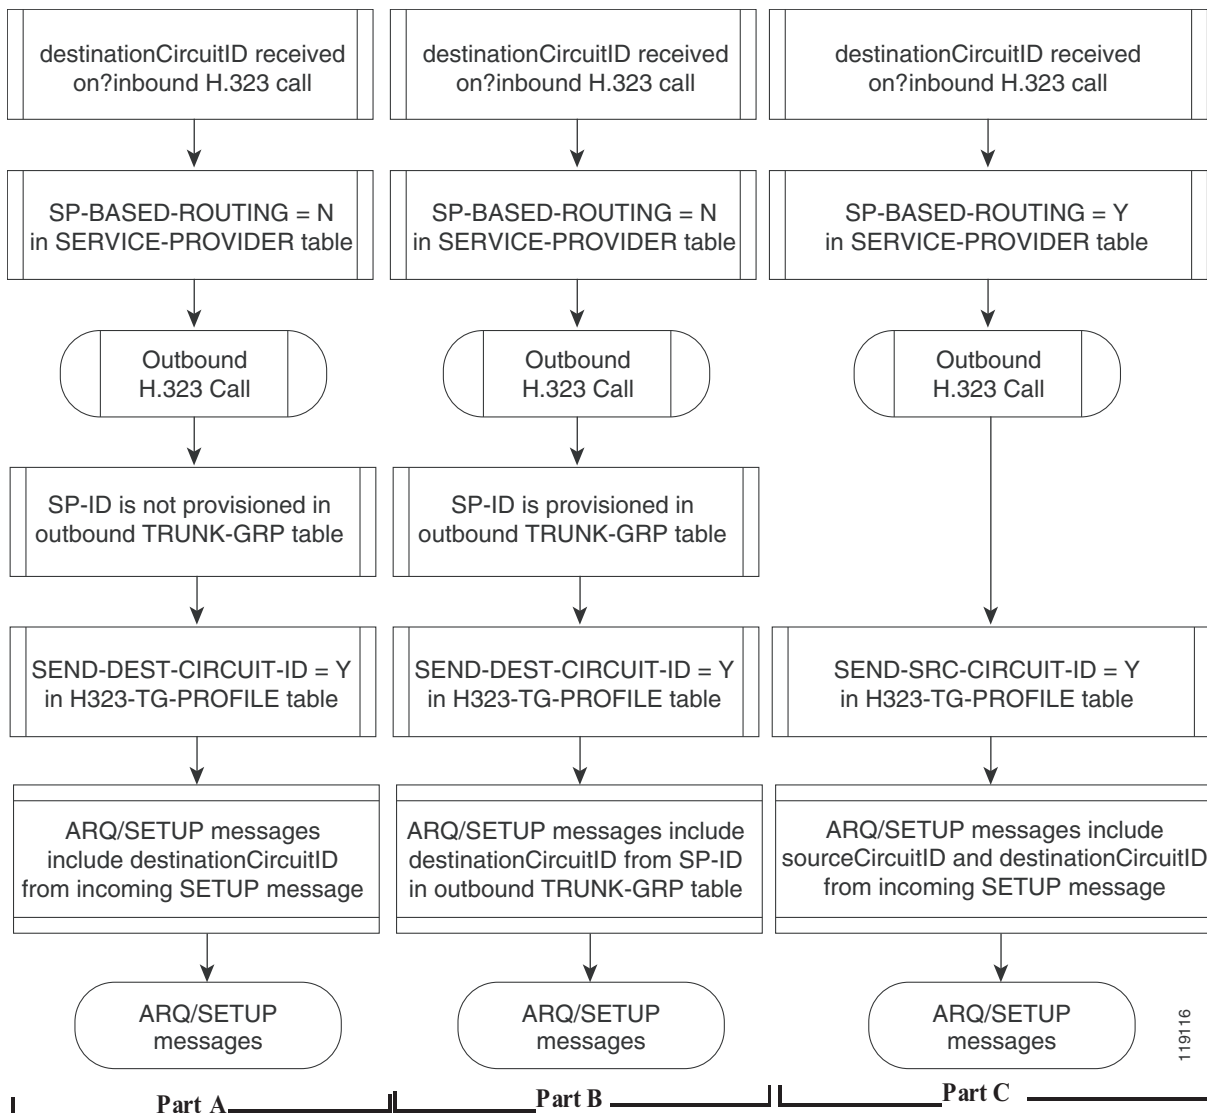 destinationCircuitID received
on?inbound H.323 call
SP-BASED-ROUTING = N
in SERVICE-PROVIDER table
Outbound
H.323 Call
SP-ID is not provisioned in
outbound TRUNK-GRP table
SEND-DEST-CIRCUIT-ID = Y
in H323-TG-PROFILE table
ARQ/SETUP messages
include destinationCircuitID
from incoming SETUP message
ARQ/SETUP
messages
Part A
destinationCircuitID received
on?inbound H.323 call
SP-BASED-ROUTING = N
in SERVICE-PROVIDER table
Outbound
H.323 Call
SP-ID is provisioned in
outbound TRUNK-GRP table
SEND-DEST-CIRCUIT-ID = Y
in H323-TG-PROFILE table
ARQ/SETUP messages include
destinationCircuitID from SP-ID
in outbound TRUNK-GRP table
ARQ/SETUP
messages
Part B
destinationCircuitID received
on?inbound H.323 call
SP-BASED-ROUTING = Y
in SERVICE-PROVIDER table
Outbound
H.323 Call
SEND-SRC-CIRCUIT-ID = Y
in H323-TG-PROFILE table
ARQ/SETUP messages include
sourceCircuitID and destinationCircuitID
from incoming SETUP message
ARQ/SETUP
messages
Part C
119116